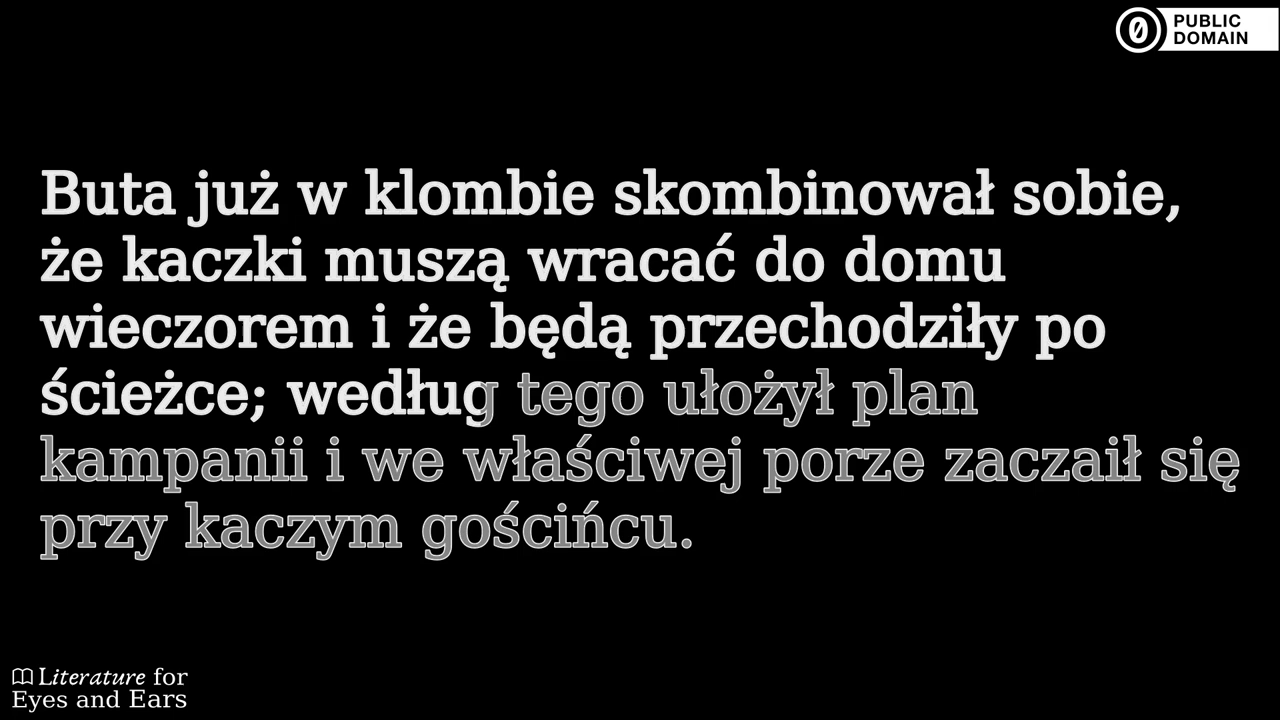 PUBLIC
DOMAIN
Buta już w klombie skombinował sobie,
że kaczki muszą wracać do domu
wieczorem i że będą przechodziły po
ścieżce; według tego ułożył plan
kampanii i we właściwej porze zaczaił się
przy kaczym gościńcu.
Literature for
Eyes and Ears